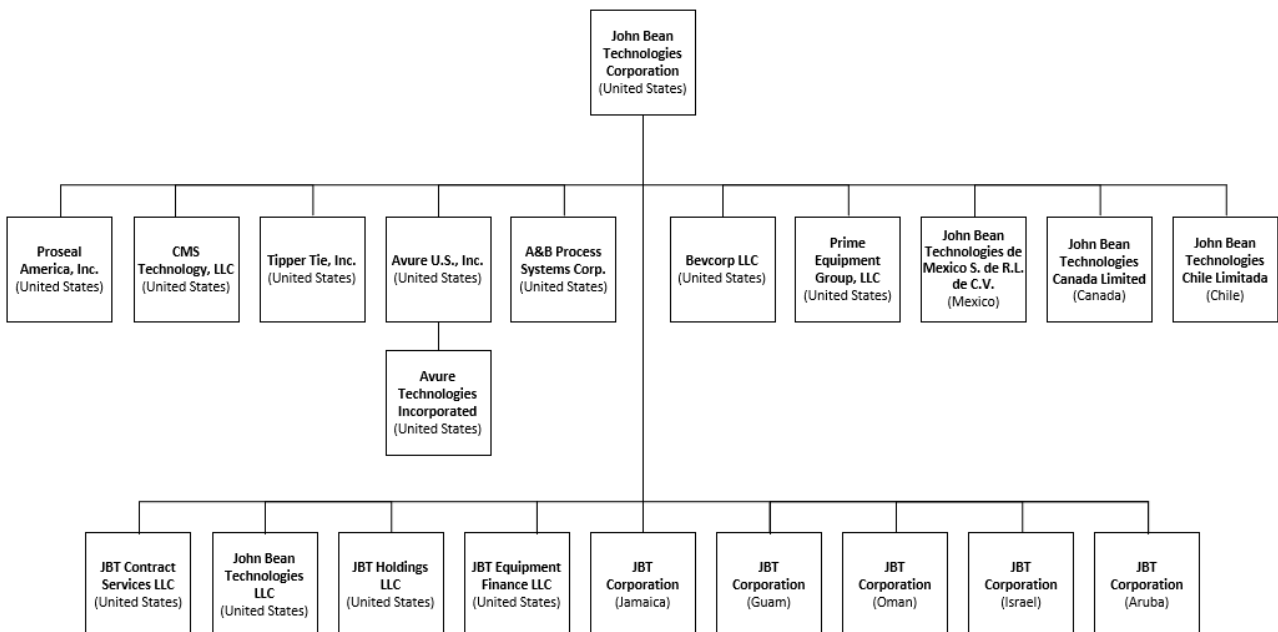 John Bean
Technologies
Corporation
(United States)
Proseal
America, Inc.
(United States)
CMS
Technology, LLC
(United States)
Tipper Tie, Inc.
(United States)
Avure U.S., Inc.
(United States)
A&B Process
Systems Corp.
(United States)
Bevcorp LLC
(United States)
Prime
Equipment
Group, LLC
(United States)
John Bean
Technologies de
Mexico S. de R.L.
de C.V.
(Mexico)
John Bean
Technologies
Canada Limited
(Canada)
John Bean
Technologies
Chile Limitada
(Chile)
Avure
Technologies
Incorporated
(United States)
JBT Contract
Services LLC
(United States)
John Bean
Technologies
LLC
(United States)
JBT Holdings
LLC
(United States)
JBT Equipment
Finance LLC
(United States)
JBT
Corporation
(Jamaica)
JBT
Corporation
(Guam)
JBT
Corporation
(Oman)
JBT
Corporation
(Israel)
JBT
Corporation
(Aruba)